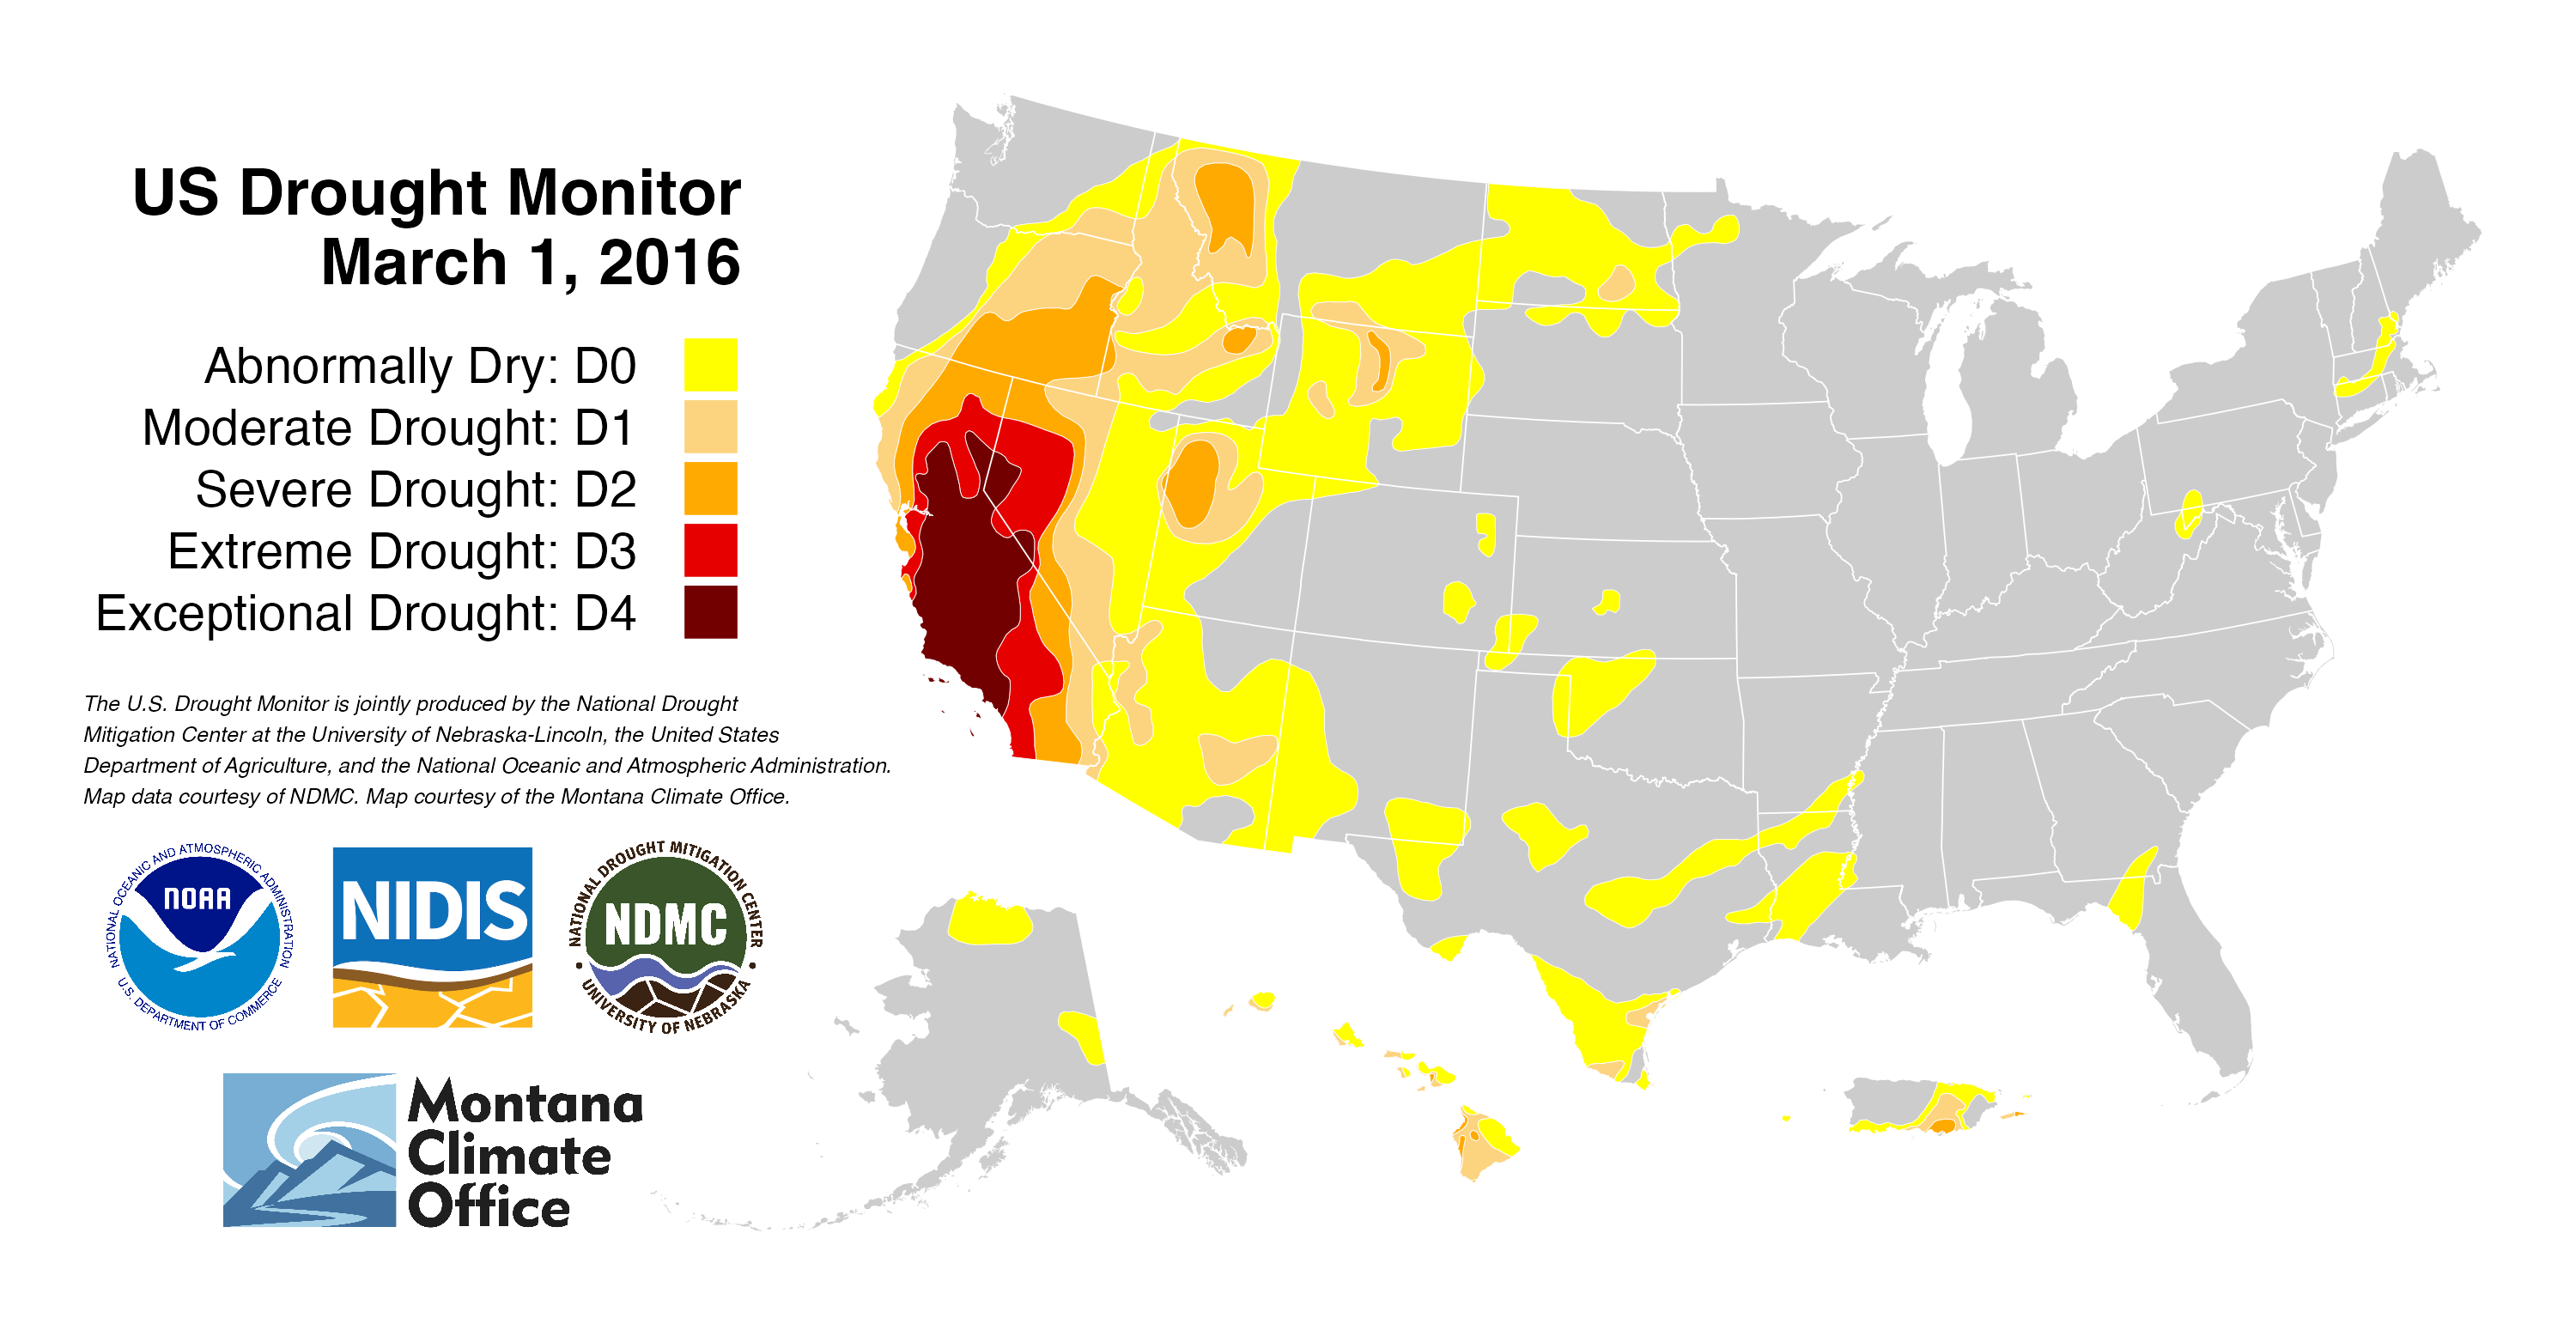 US Drought Monitor
March 1, 2016
Abnormally Dry: D0
Moderate Drought: D1
Severe Drought: D2
Extreme Drought: D3
Exceptional Drought: D4
The U.S. Drought Monitor is jointly produced by the National Drought
Mitigation Center at the University of Nebraska-Lincoln, the United States
Department of Agriculture, and the National Oceanic and Atmospheric Administration.
Map data courtesy of NDMC. Map courtesy of the Montana Climate Office.
NATIONAL OCEANIC AND ATMOSPHERIC ADMINISTRATION
NOAA
U.S. DEPARTMENT OF COMMERCE
NIDIS
NATIONAL DROUGHT MITIGATION CENTER
NDMC
UNIVERSITY OF NEBRASKA
Montana
Climate
Office